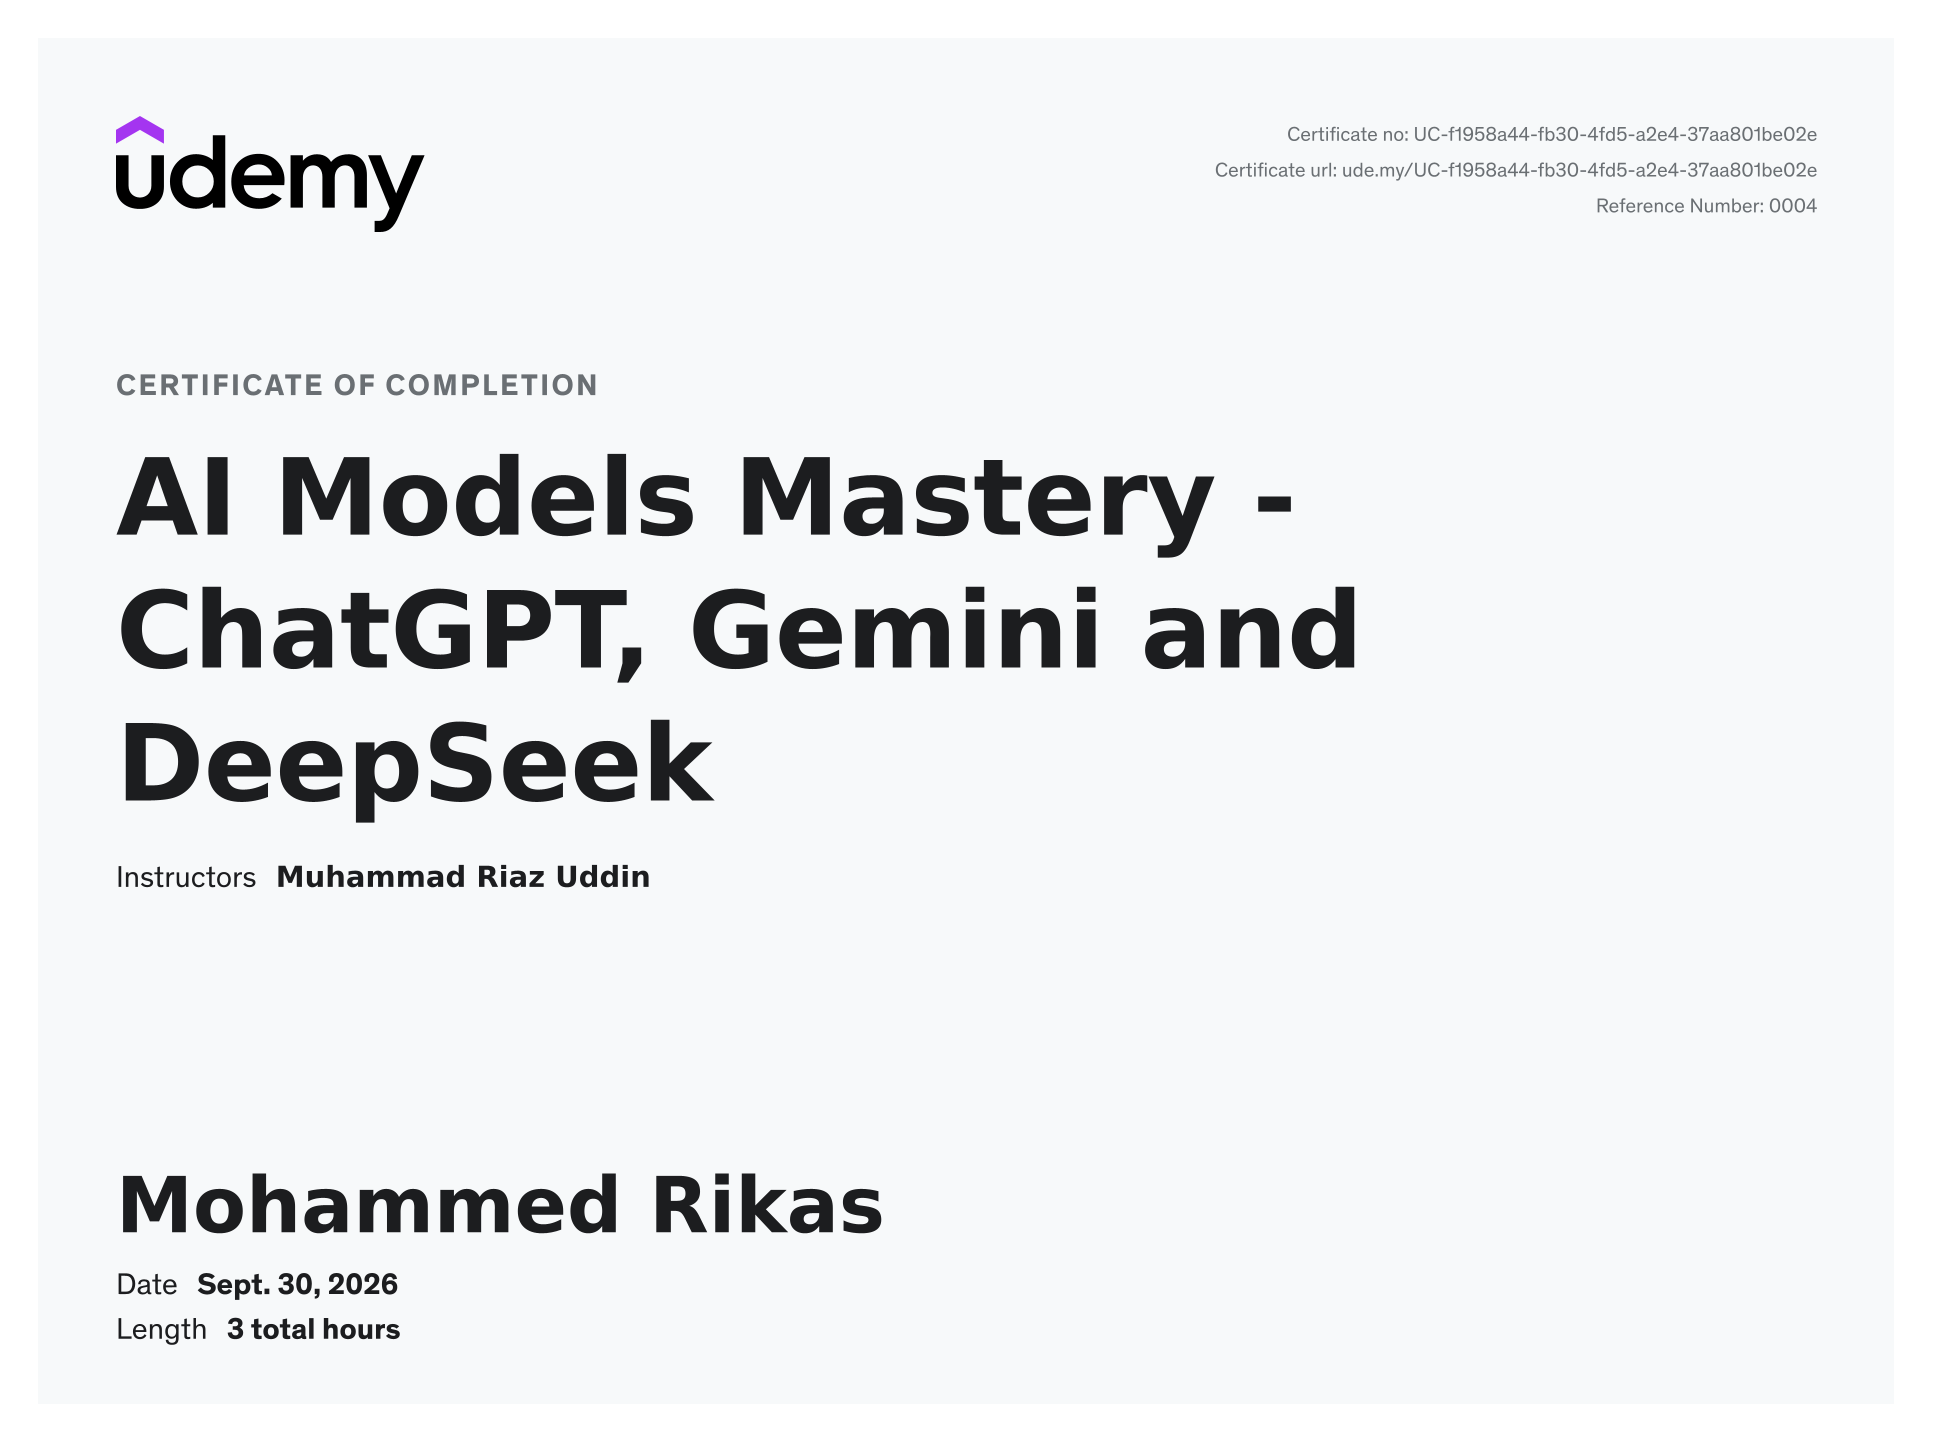 udemy
Certificate no: UC-f1958a44-fb30-4fd5-a2e4-37aa801be02e
Certificate url: ude.my/UC-f1958a44-fb30-4fd5-a2e4-37aa801be02e
Reference Number: 0004
CERTIFICATE OF COMPLETION
AI Models Mastery -
ChatGPT, Gemini and
DeepSeek
Instructors Muhammad Riaz Uddin
Mohammed Rikas
Date Sept. 30, 2026
Length 3 total hours